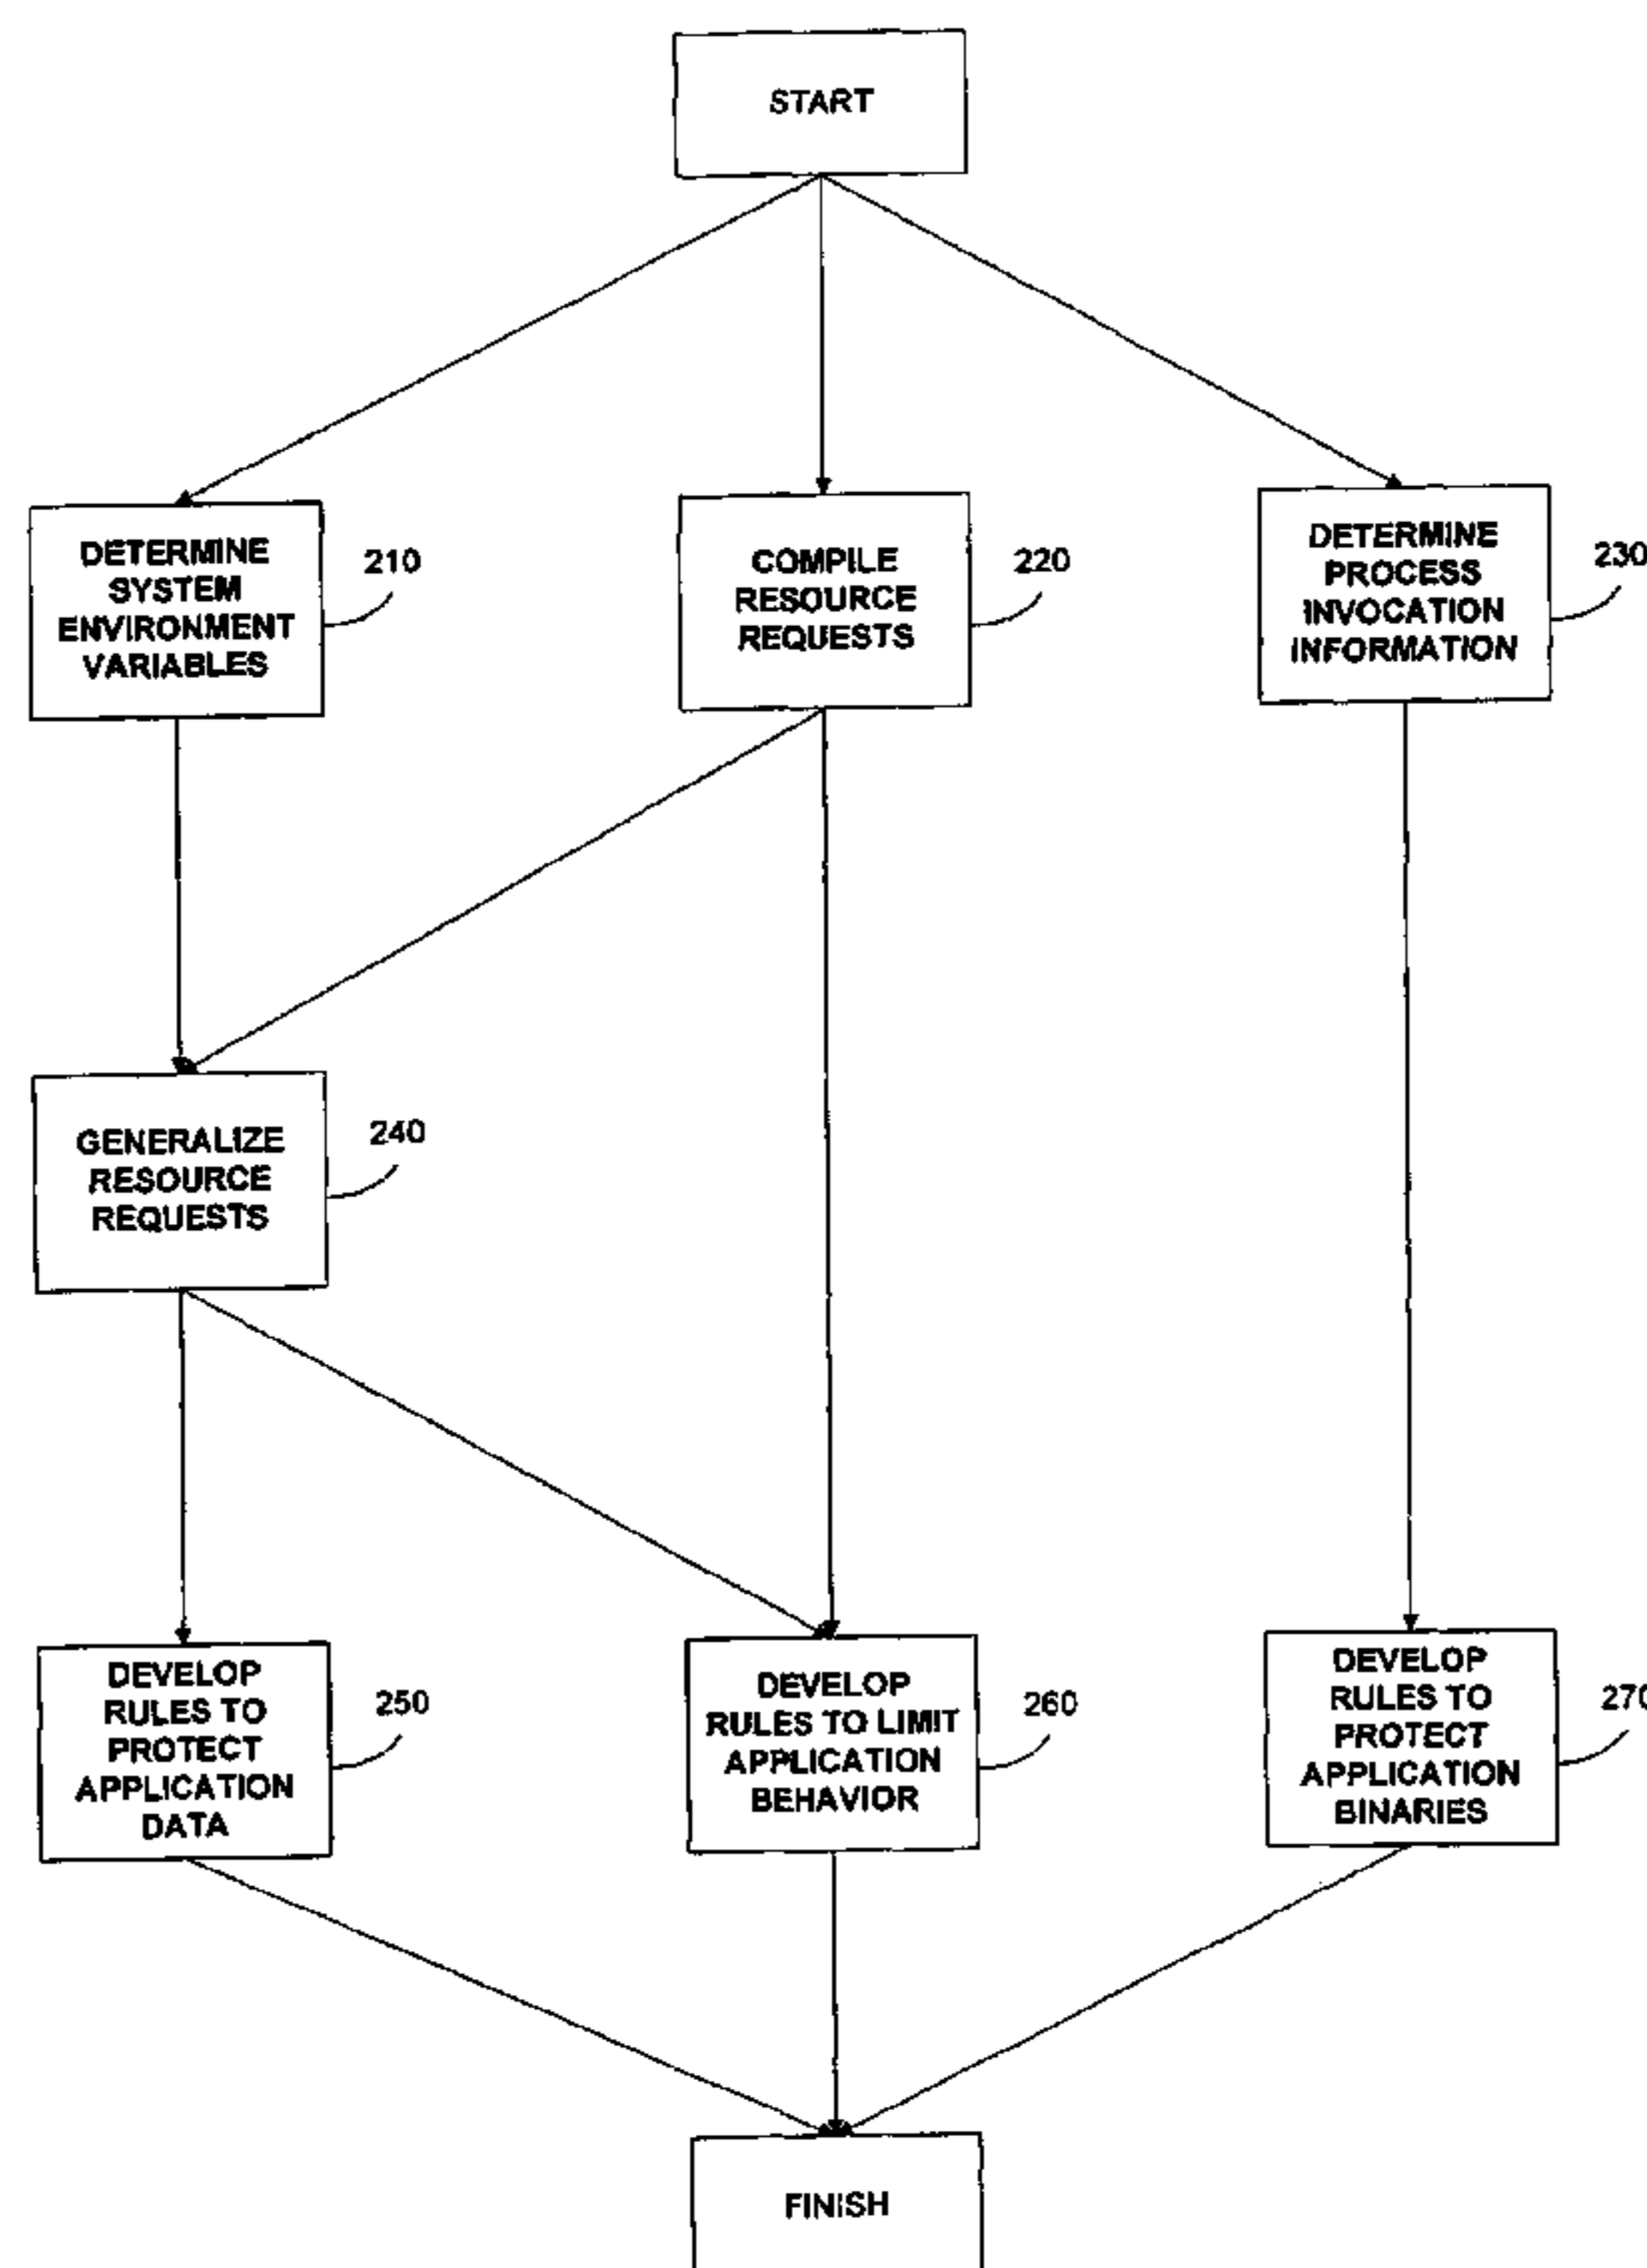 START
DETERMINE
SYSTEM
ENVIRONMENT
VARIABLES
210
COMPILE
RESOURCE
REQUESTS
220
DETERMINE
PROCESS
INVOCATION
INFORMATION
230
GENERALIZE
RESOURCE
REQUESTS
240
DEVELOP
RULES TO
PROTECT
APPLICATION
DATA
250
DEVELOP
RULES TO LIMIT
APPLICATION
BEHAVIOR
260
DEVELOP
RULES TO
PROTECT
APPLICATION
BINARIES
270
FINISH